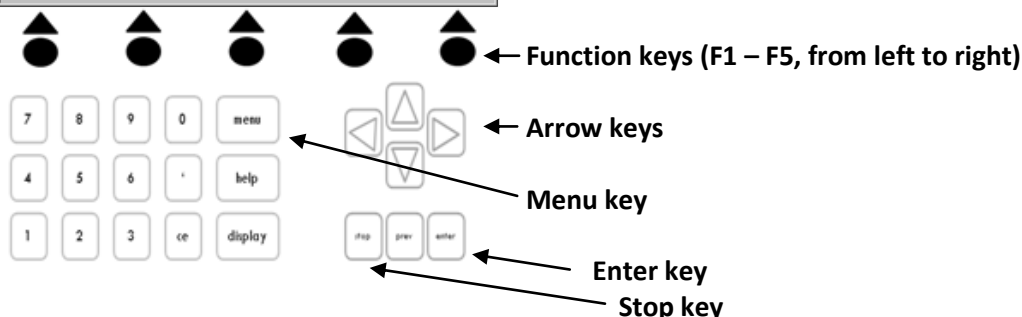 Function keys (F1 – F5, from left to right)
7 8 9 0 menu
Arrow keys
4 5 6 help
Menu key
1 2 3 ce display
stop prev enter
Enter key
Stop key